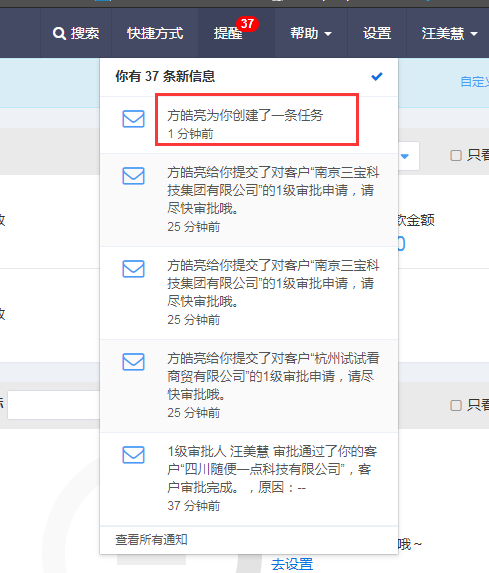 搜索 快捷方式 提醒 37 帮助 设置 汪美慧
你有 37 条新信息
自定义
方皓亮为你创建了一条任务
1 分钟前
只看
方皓亮给你提交了对客户“南京三宝科
技集团有限公司”的1级审批申请，请
尽快审批哦。
25 分钟前
款金额
0
方皓亮给你提交了对客户“南京三宝科
技集团有限公司”的1级审批申请，请
尽快审批哦。
25 分钟前
方皓亮给你提交了对客户“杭州试试看
商贸有限公司”的1级审批申请，请尽
快审批哦。
25 分钟前
只看
1级审批人 汪美慧 审批通过了你的客
户“四川随便一点科技有限公司”，客
户审批完成。，原因：--
37 分钟前
查看所有通知
哦～
去设置